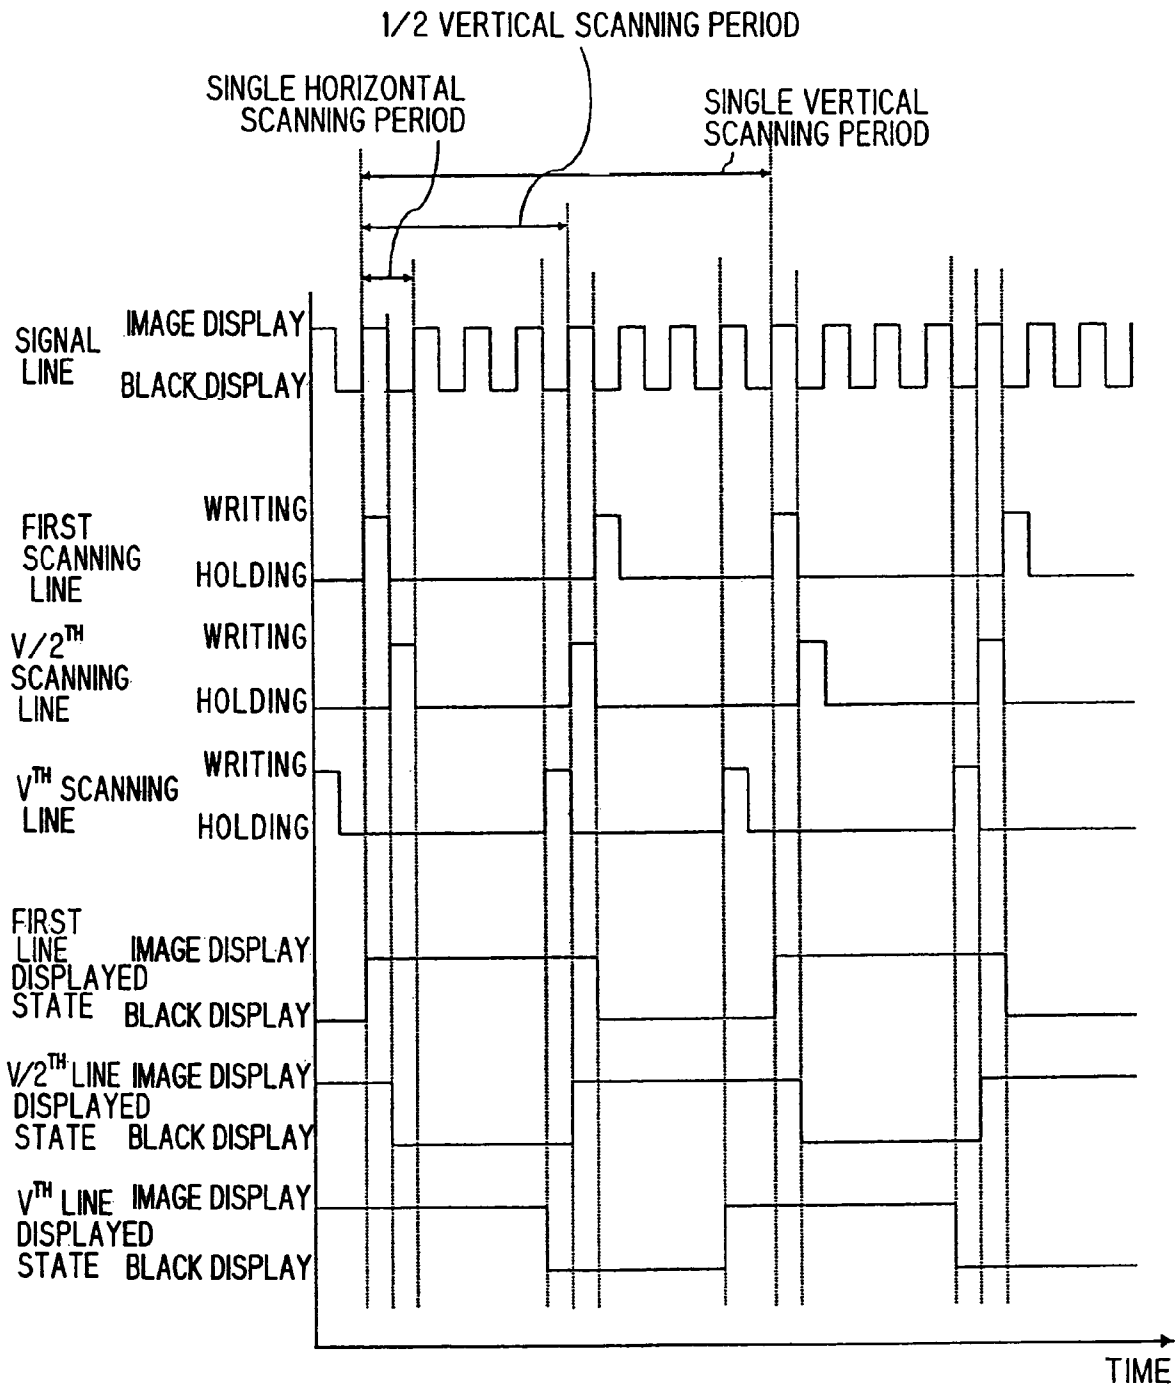 1/2 VERTICAL SCANNING PERIOD
SINGLE HORIZONTAL
SCANNING PERIOD
SINGLE VERTICAL
SCANNING PERIOD
SIGNAL
LINE
IMAGE DISPLAY
BLACK DISPLAY
FIRST
SCANNING
LINE
WRITING
HOLDING
V/2TH
SCANNING
LINE
WRITING
HOLDING
VTH SCANNING
LINE
WRITING
HOLDING
FIRST
LINE
DISPLAYED
STATE
IMAGE DISPLAY
BLACK DISPLAY
V/2TH LINE
DISPLAYED
STATE
IMAGE DISPLAY
BLACK DISPLAY
VTH LINE
DISPLAYED
STATE
IMAGE DISPLAY
BLACK DISPLAY
TIME